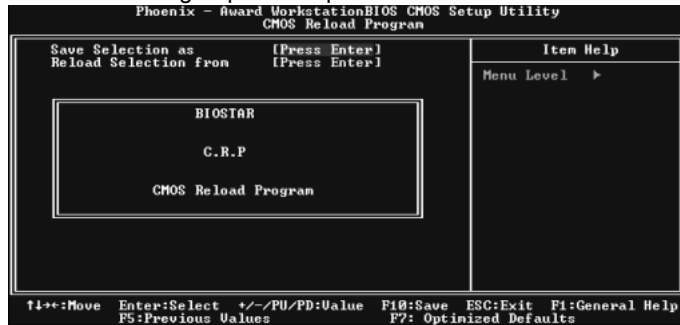 Phoenix - Award WorkstationBIOS CMOS Setup Utility
CMOS Reload Program
Save Selection as [Press Enter] Item Help
Reload Selection from [Press Enter]
Menu Level ►
BIOSTAR
C.R.P
CMOS Reload Program
↑↓→←:Move Enter:Select +/-/PU/PD:Value F10:Save ESC:Exit F1:General Help
F5:Previous Values F7: Optimized Defaults